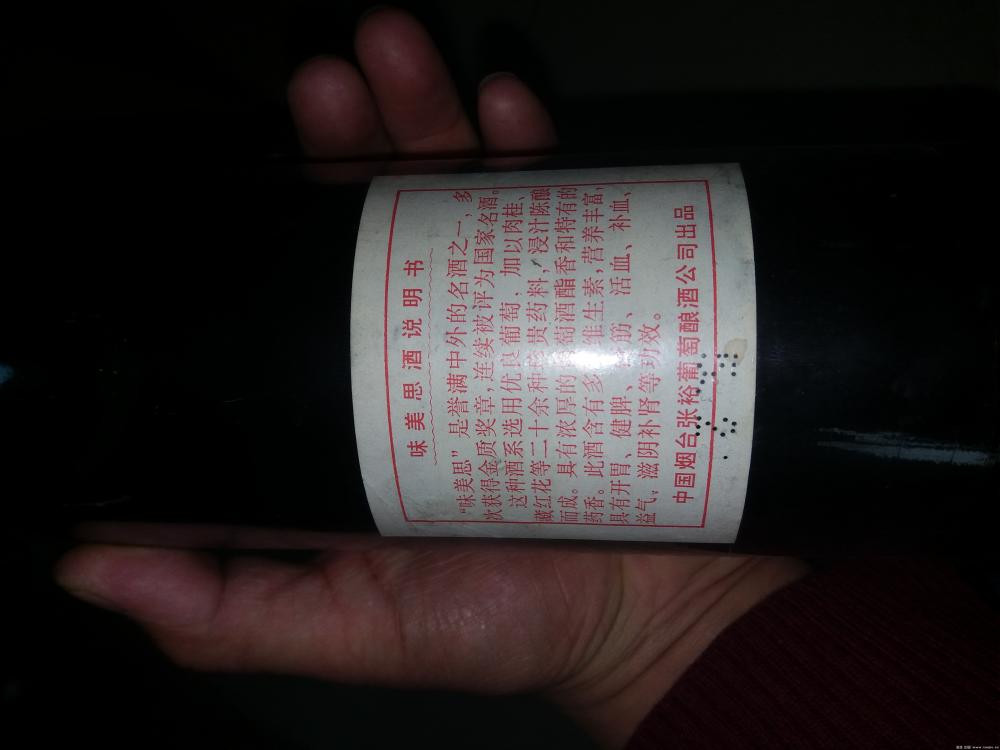 味美思酒说明书
“味美思”是誉满中外的名酒之一，多
次获得金质奖章，连续被评为国家名酒。
这种酒系选用优良葡萄，加以肉桂、
藏红花等二十余种珍贵药料，浸汁陈酿
而成。具有浓厚的葡萄酒酯香和特有的
药香。此酒含有多 维生素，营养丰富，
具有开胃、健脾、 筋、活血、补血、
益气、滋阴补肾等功效。
中国烟台张裕葡萄酿酒公司出品